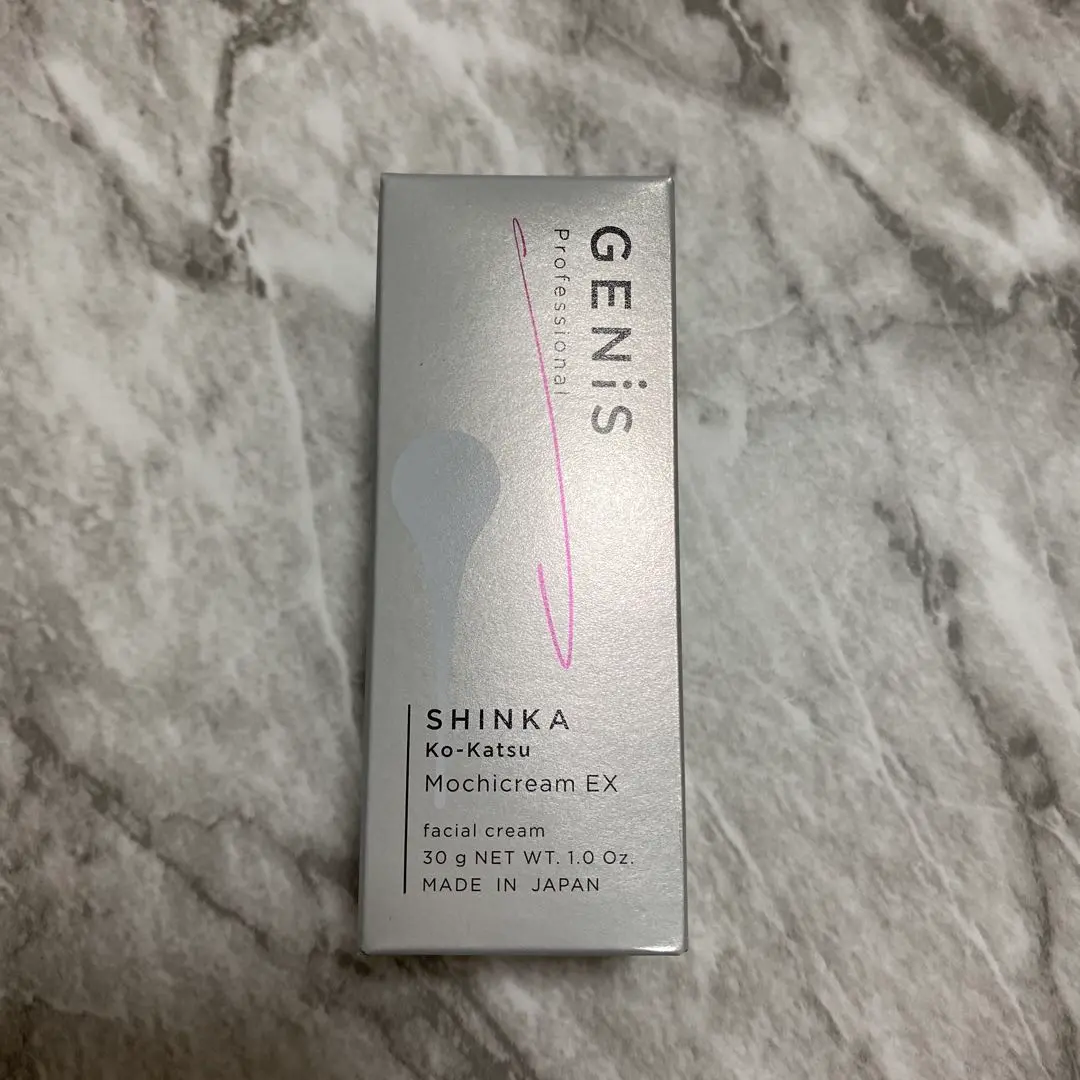 GENiS
Professional
SHINKA
Ko-Katsu
Mochicream EX
facial cream
30 g NET WT. 1.0 Oz.
MADE IN JAPAN